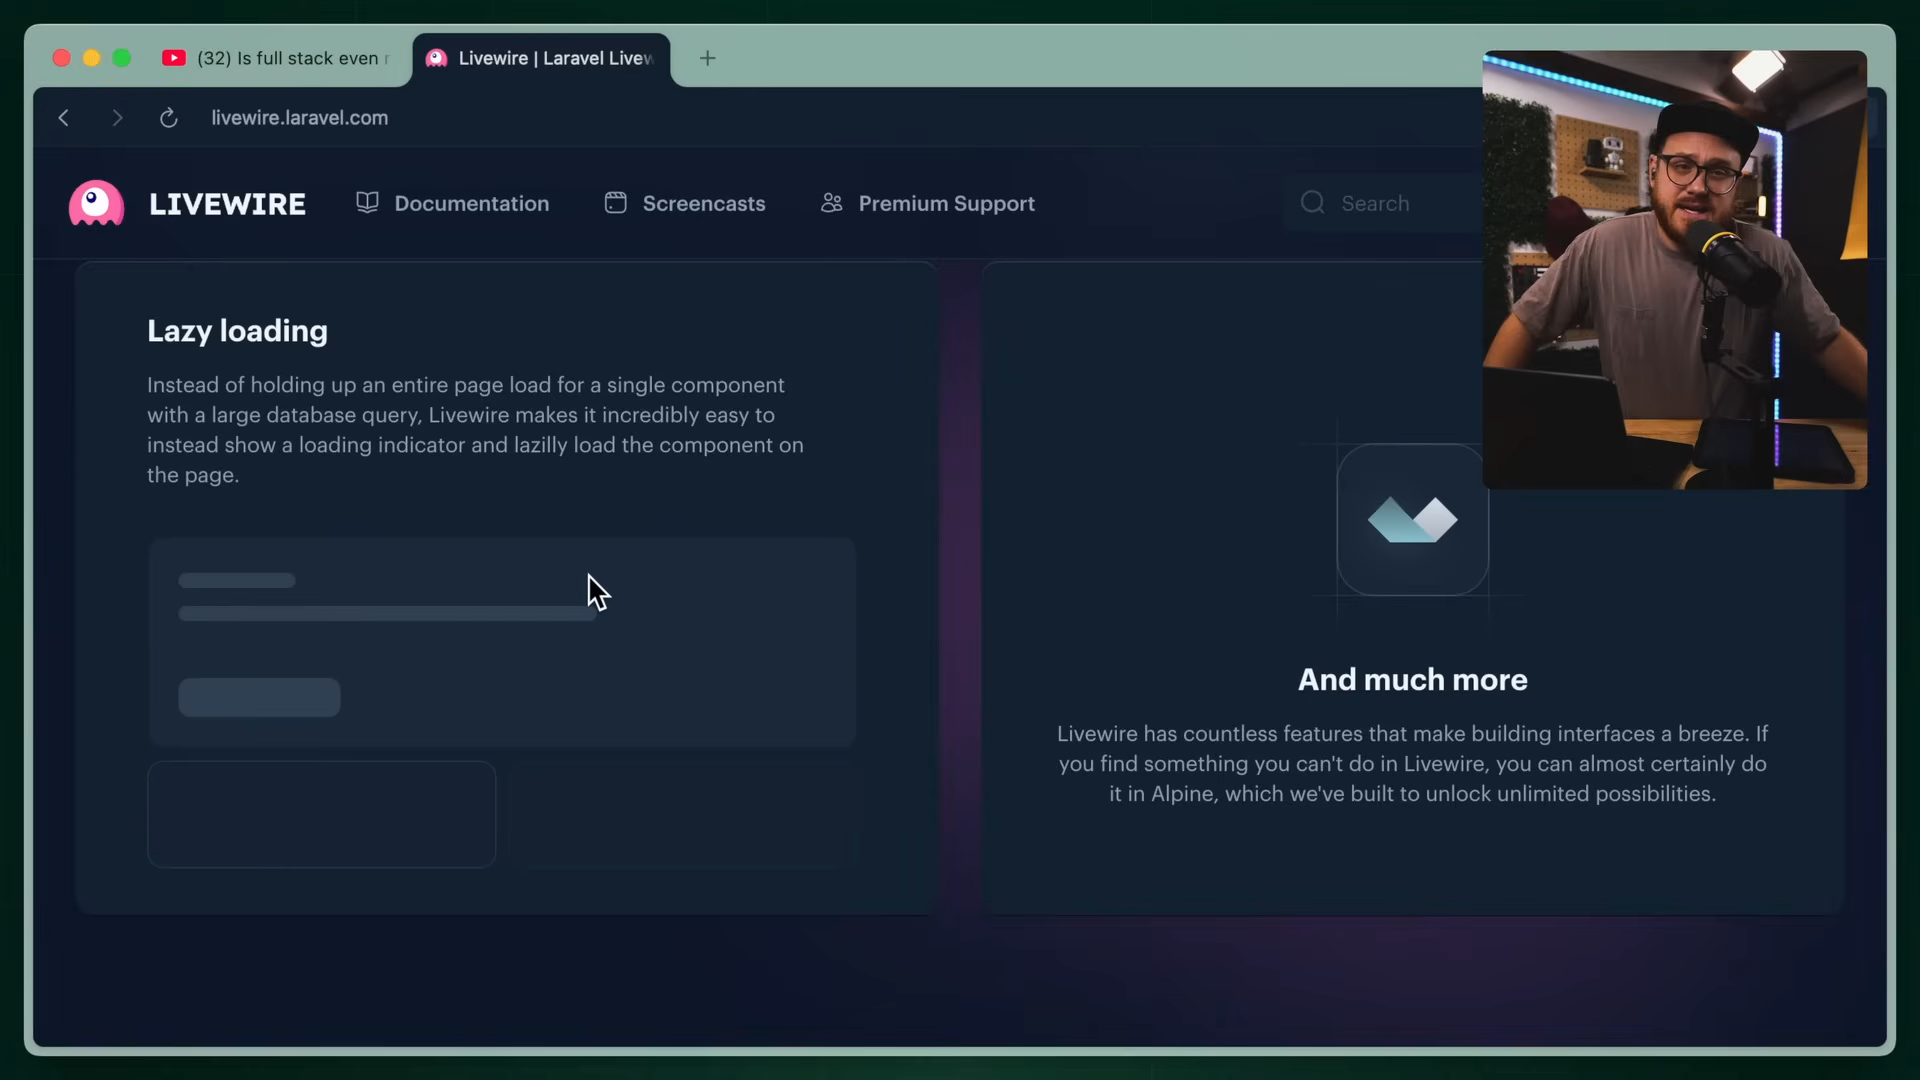 (32) Is full stack even
Livewire | Laravel Livew
livewire.laravel.com
LIVEWIRE
Documentation
Screencasts
Premium Support
Search
Lazy loading
Instead of holding up an entire page load for a single component
with a large database query, Livewire makes it incredibly easy to
instead show a loading indicator and lazilly load the component on
the page.
And much more
Livewire has countless features that make building interfaces a breeze. If
you find something you can't do in Livewire, you can almost certainly do
it in Alpine, which we've built to unlock unlimited possibilities.